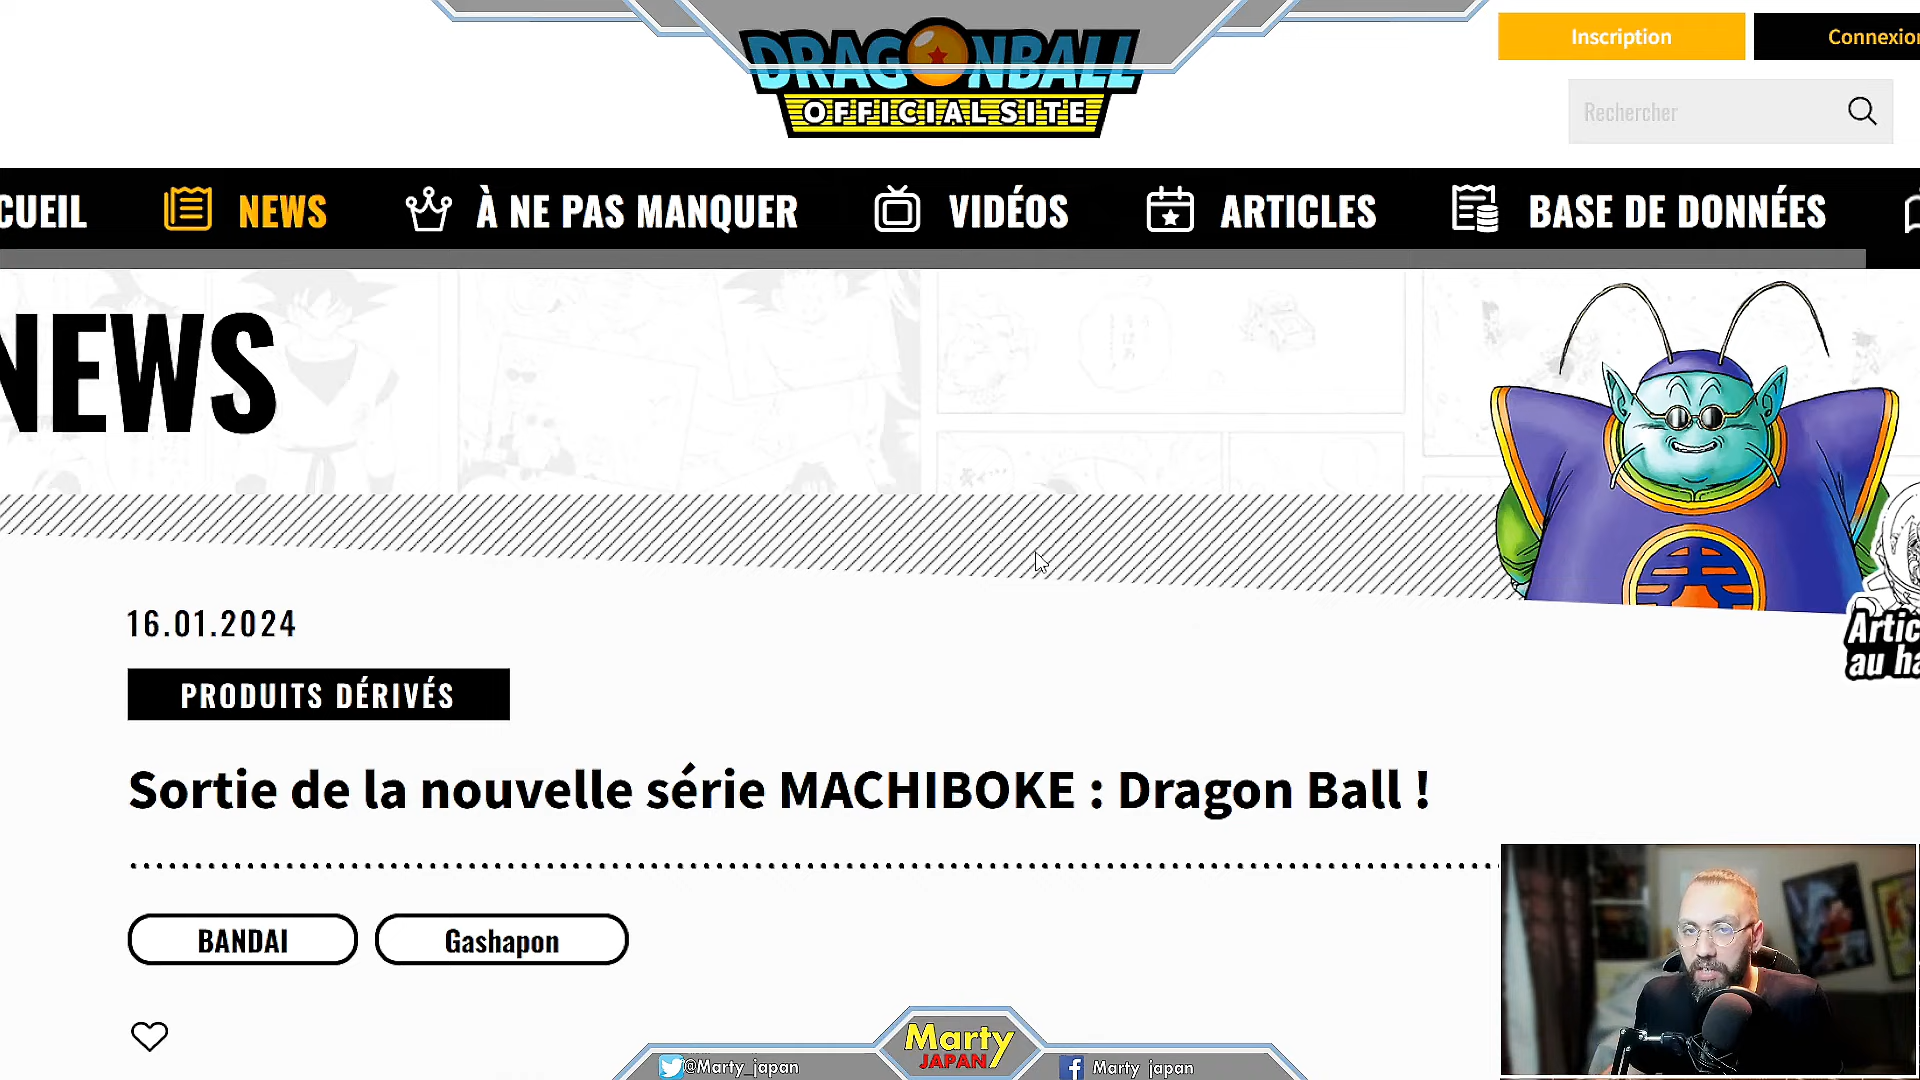 DRAGONBALL
OFFICIAL SITE
Inscription
Connexion
Rechercher
CUEIL
NEWS
À NE PAS MANQUER
VIDÉOS
ARTICLES
BASE DE DONNÉES
NEWS
Artic
au ha
16.01.2024
PRODUITS DÉRIVÉS
Sortie de la nouvelle série MACHIBOKE : Dragon Ball !
BANDAI
Gashapon
Marty
JAPAN
@Marty_japan
Marty japan